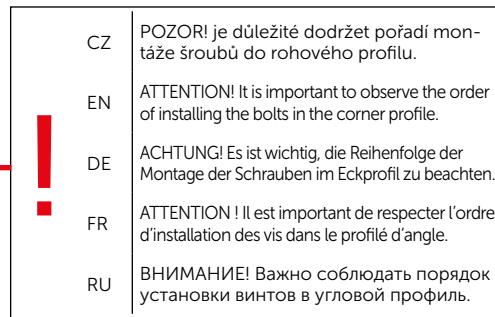 !
CZ
POZOR! je důležité dodržet pořadí mon-
táže šroubů do rohového profilu.
EN
ATTENTION! It is important to observe the order
of installing the bolts in the corner profile.
DE
ACHTUNG! Es ist wichtig, die Reihenfolge der
Montage der Schrauben im Eckprofil zu beachten.
FR
ATTENTION ! Il est important de respecter l’ordre
d’installation des vis dans le profilé d’angle.
RU
ВНИМАНИЕ! Важно соблюдать порядок
установки винтов в угловой профиль.